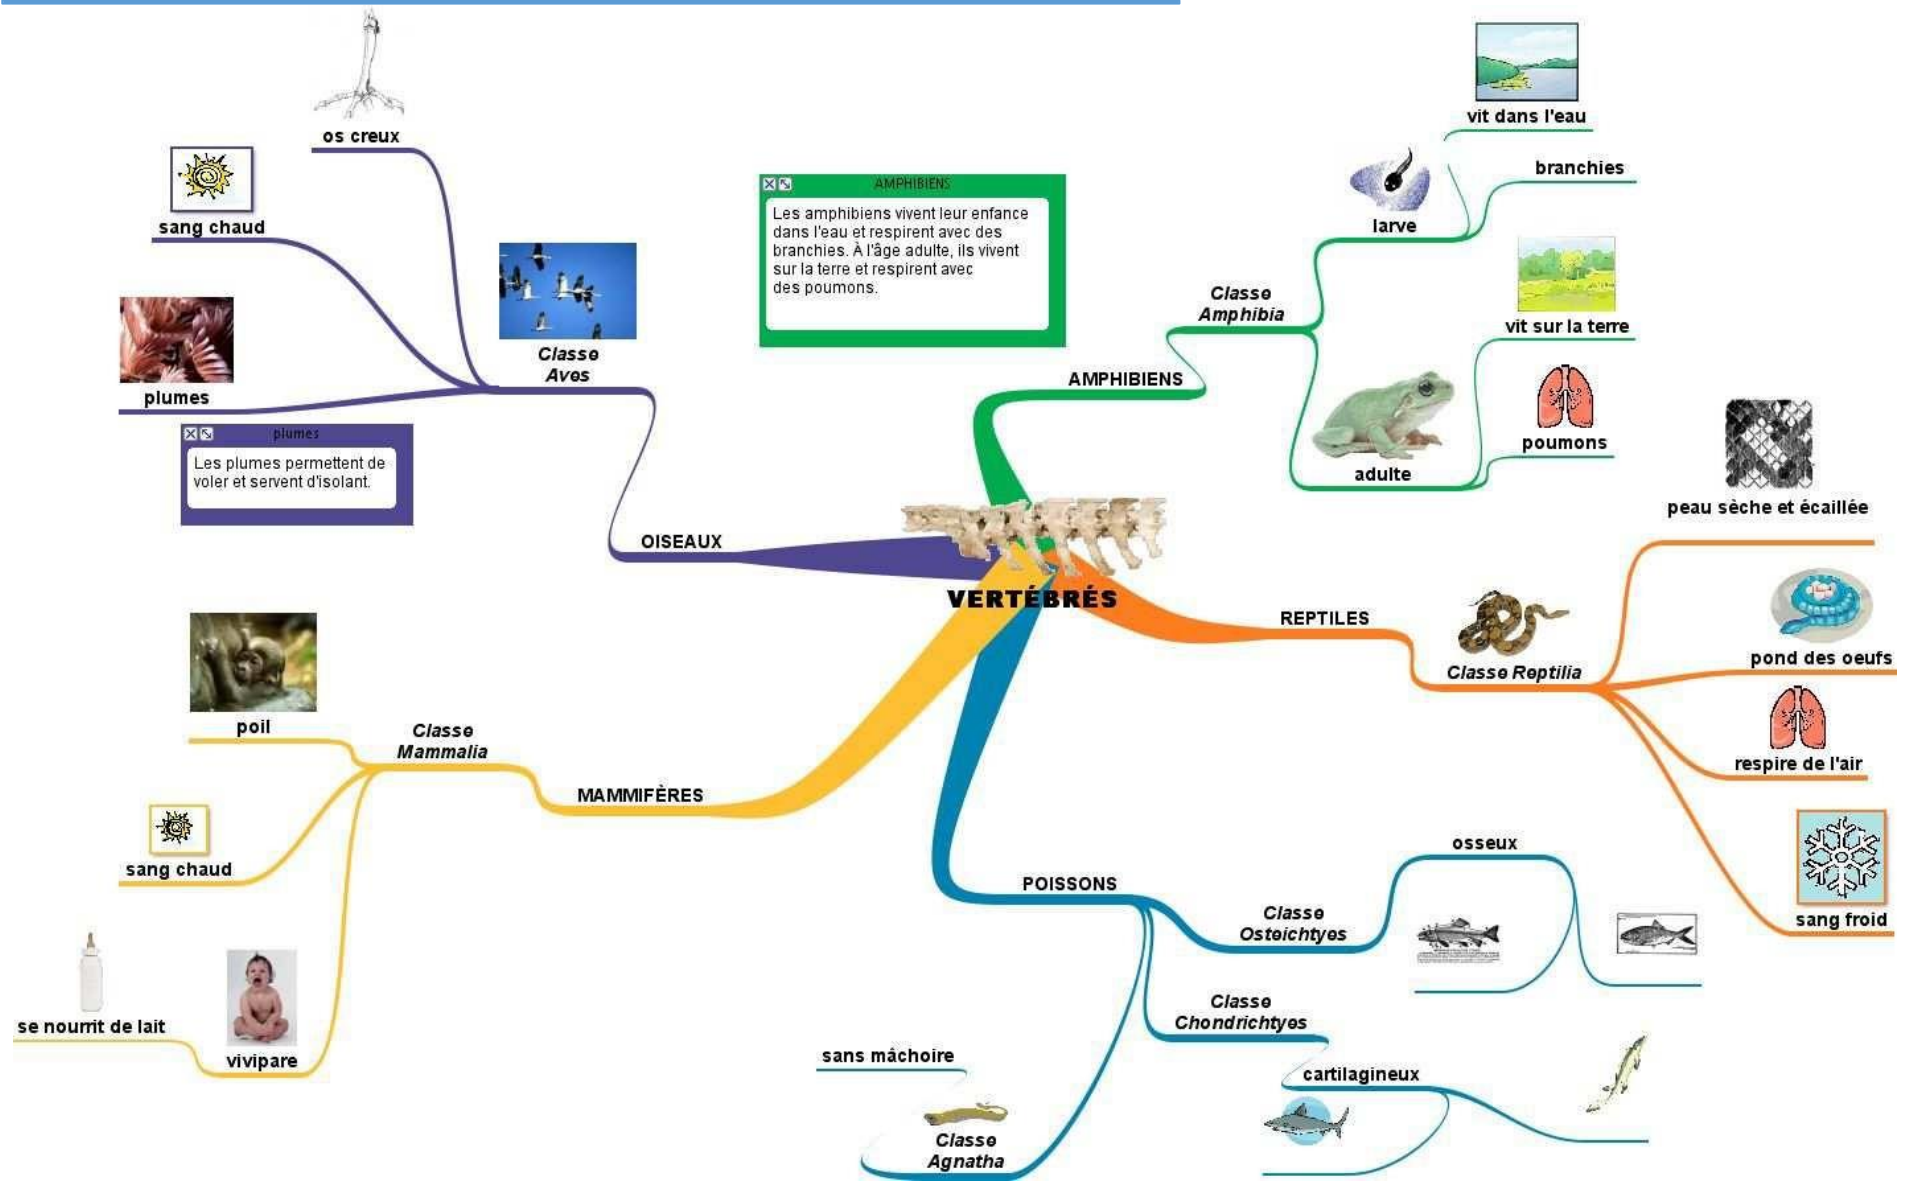 os creux
sang chaud
plumes
plumes
Les plumes permettent de
voler et servent d'isolant.
Classe
Aves
OISEAUX
AMPHIBIENS
Les amphibiens vivent leur enfance
dans l'eau et respirent avec des
branchies. À l'âge adulte, ils vivent
sur la terre et respirent avec
des poumons.
AMPHIBIENS
Classe
Amphibia
larve
vit dans l'eau
branchies
adulte
vit sur la terre
poumons
VERTÉBRÉS
REPTILES
Classe Reptilia
peau sèche et écaillée
pond des oeufs
respire de l'air
sang froid
MAMMIFÈRES
Classe
Mammalia
poil
sang chaud
vivipare
se nourrit de lait
POISSONS
Classe
Osteichtyes
osseux
Classe
Chondrichtyes
cartilagineux
Classe
Agnatha
sans mâchoire